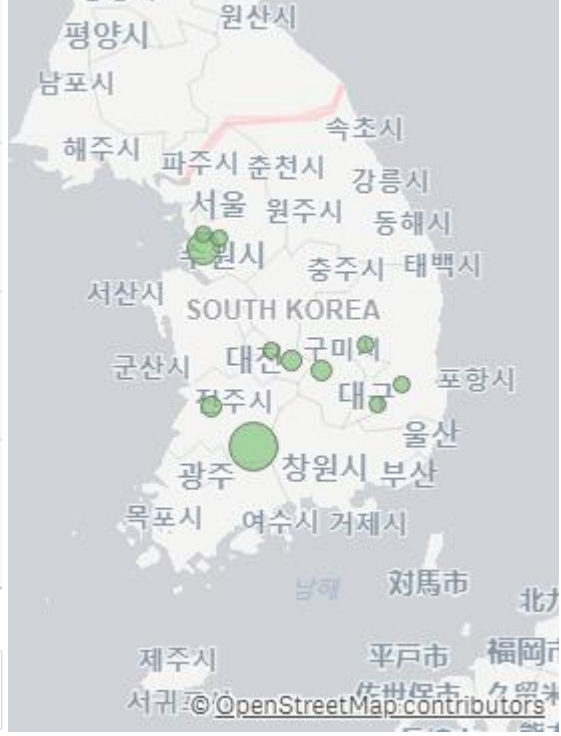 원산시
평양시
남포시
속초시
해주시
파주시
춘천시
강릉시
서울
원주시
동해시
수원시
충주시
태백시
서산시
SOUTH KOREA
구미시
대전
군산시
포항시
대구
전주시
울산
광주
창원시
부산
목포시
여수시
거제시
남해
対馬市
제주시
平戸市
© OpenStreetMap contributors